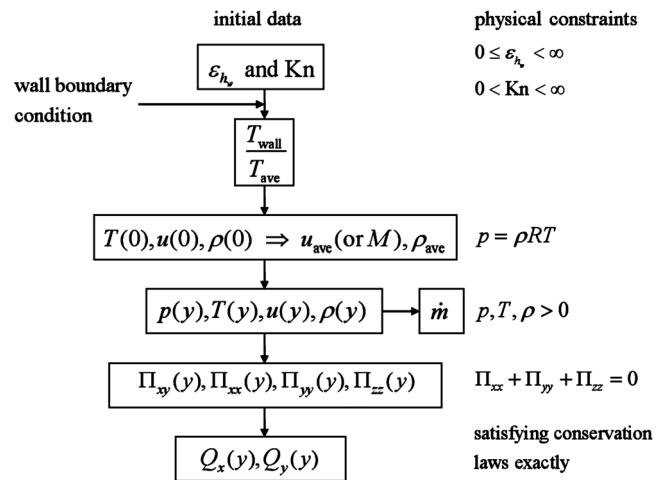 initial data
physical constraints
ε_{h_w} and Kn
0 ≤ ε_{h_w} < ∞
0 < Kn < ∞
wall boundary
condition
T_wall
T_ave
T(0), u(0), ρ(0) ⇒ u_ave (or M), ρ_ave
p = ρRT
p(y), T(y), u(y), ρ(y)
ṁ
p, T, ρ > 0
Π_xy(y), Π_xx(y), Π_yy(y), Π_zz(y)
Π_xx + Π_yy + Π_zz = 0
Q_x(y), Q_y(y)
satisfying conservation
laws exactly